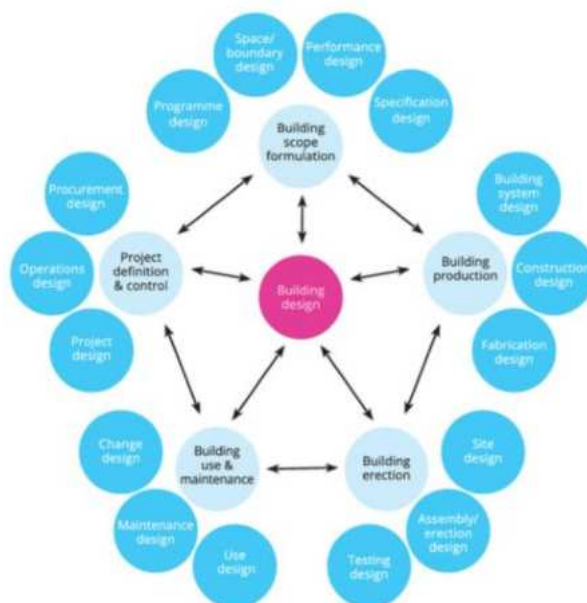 Space/
boundary
design
Performance
design
Programme
design
Specification
design
Building
scope
formulation
Procurement
design
Building
system
design
Operations
design
Project
definition
& control
Building
design
Building
production
Construction
design
Project
design
Fabrication
design
Change
design
Building
use &
maintenance
Building
erection
Site
design
Maintenance
design
Assembly/
erection
design
Use
design
Testing
design